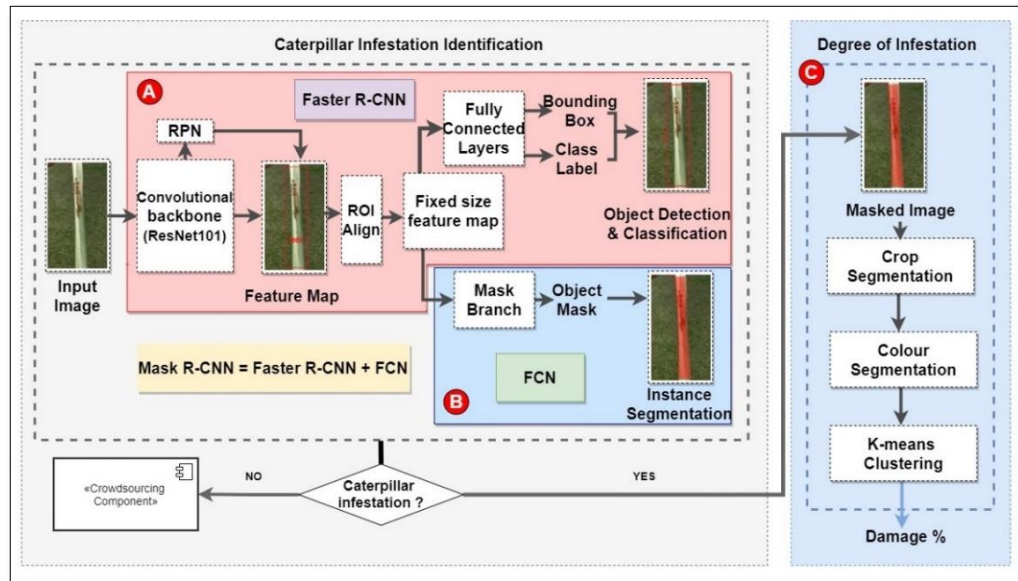 Caterpillar Infestation Identification
A
Faster R-CNN
RPN
Input
Image
Convolutional
backbone
(ResNet101)
Feature Map
ROI
Align
Fixed size
feature map
Fully
Connected
Layers
Bounding
Box
Class
Label
Object Detection
& Classification
Mask
Branch
Object
Mask
Instance
Segmentation
FCN
B
Mask R-CNN = Faster R-CNN + FCN
Caterpillar
infestation ?
NO
YES
«Crowdsourcing
Component»
Degree of Infestation
C
Masked Image
Crop
Segmentation
Colour
Segmentation
K-means
Clustering
Damage %